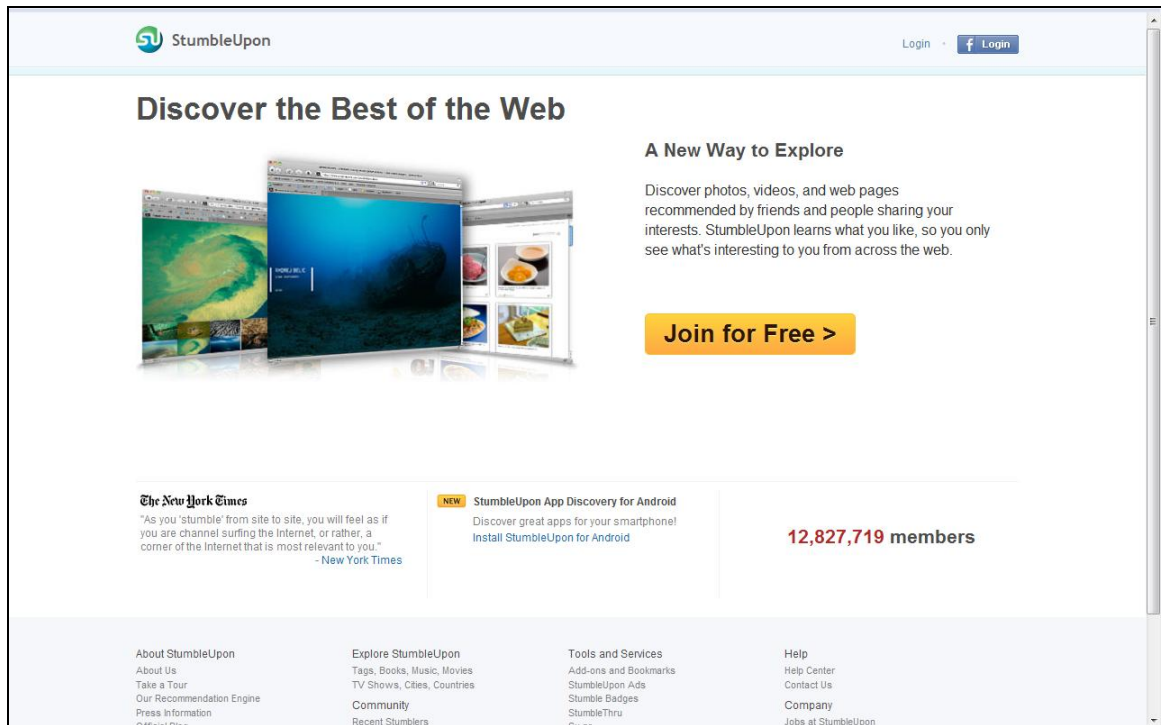 StumbleUpon
Login
Login
Discover the Best of the Web
A New Way to Explore
Discover photos, videos, and web pages
recommended by friends and people sharing your
interests. StumbleUpon learns what you like, so you only
see what's interesting to you from across the web.
Join for Free >
The New York Times
"As you 'stumble' from site to site, you will feel as if
you are channel surfing the Internet, or rather, a
corner of the Internet that is most relevant to you."
- New York Times
NEW StumbleUpon App Discovery for Android
Discover great apps for your smartphone!
Install StumbleUpon for Android
12,827,719 members
About StumbleUpon
About Us
Take a Tour
Our Recommendation Engine
Press Information
Official Blog
Explore StumbleUpon
Tags, Books, Music, Movies
TV Shows, Cities, Countries
Community
Recent Stumblers
Tools and Services
Add-ons and Bookmarks
StumbleUpon Ads
Stumble Badges
StumbleThru
Help
Help Center
Contact Us
Company
Jobs at StumbleUpon